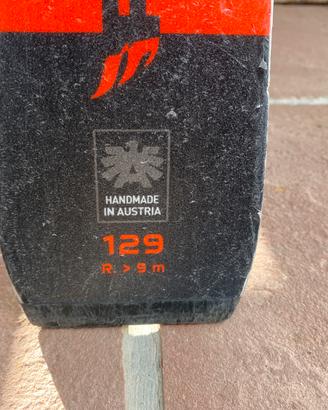 HANDMADE
IN AUSTRIA
129
R. > 9 m